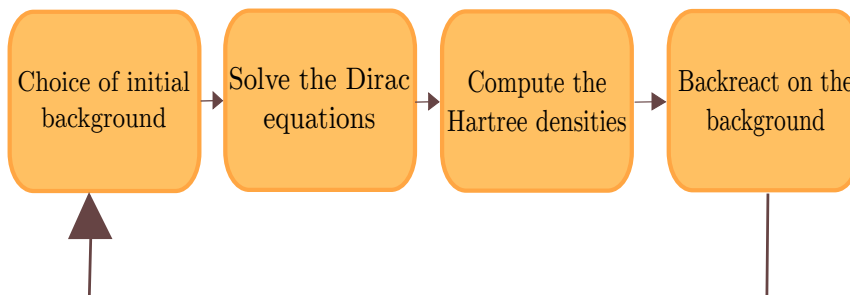 Choice of initial
background
Solve the Dirac
equations
Compute the
Hartree densities
Backreact on the
background